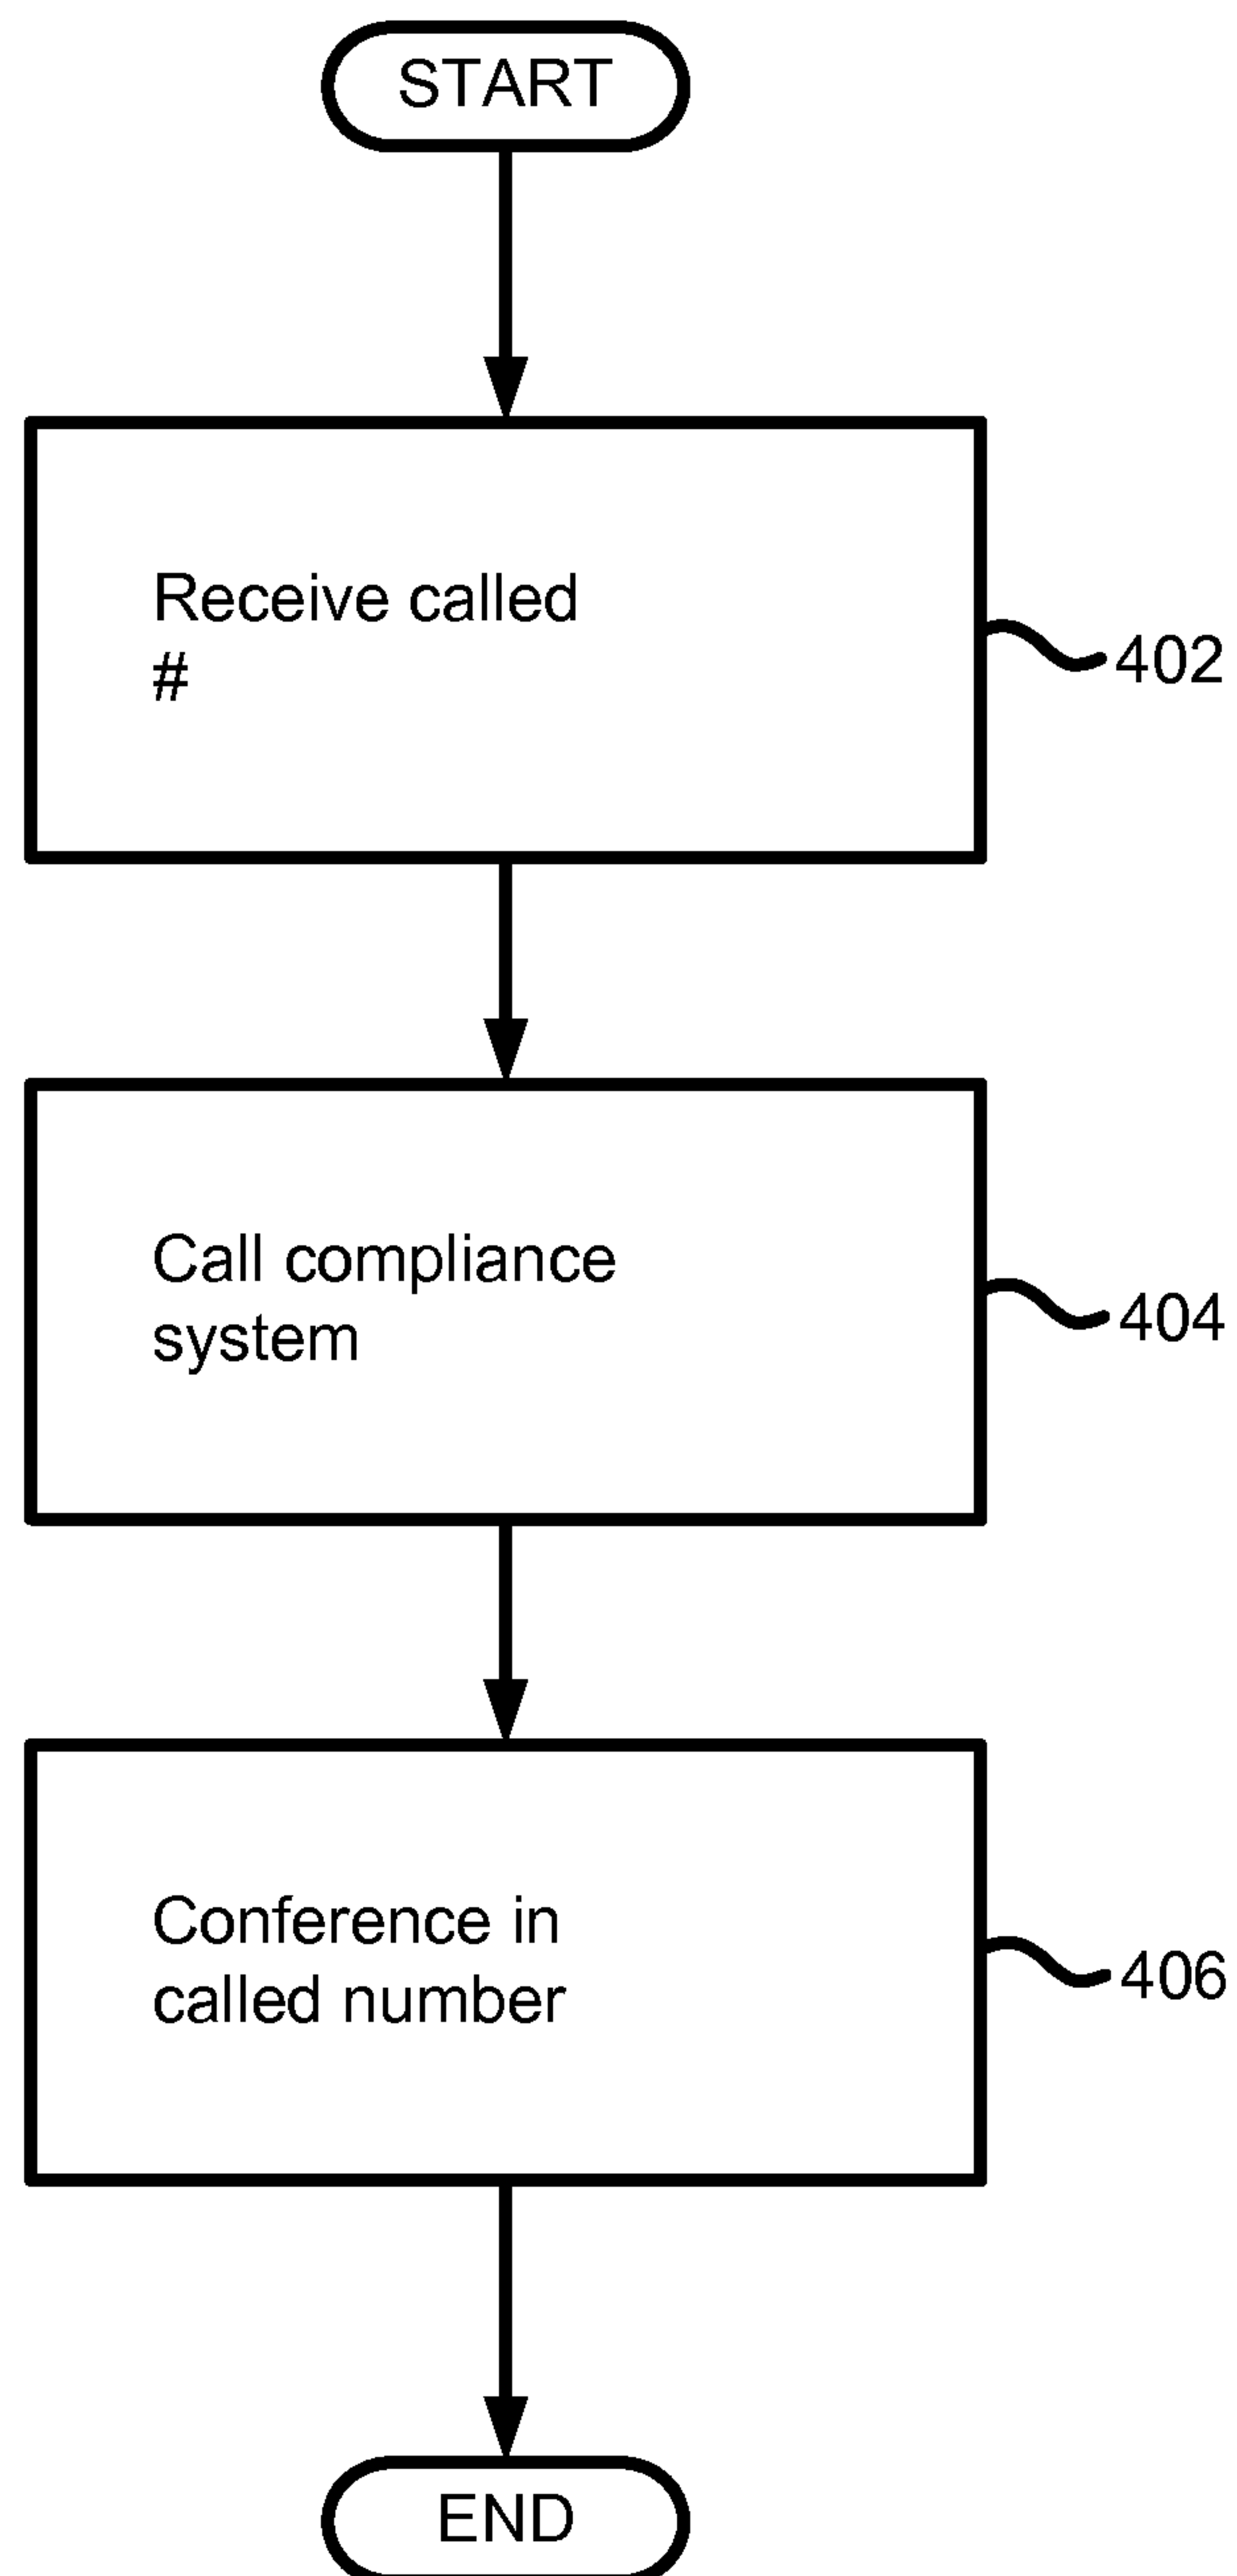 START
Receive called
#
402
Call compliance
system
404
Conference in
called number
406
END